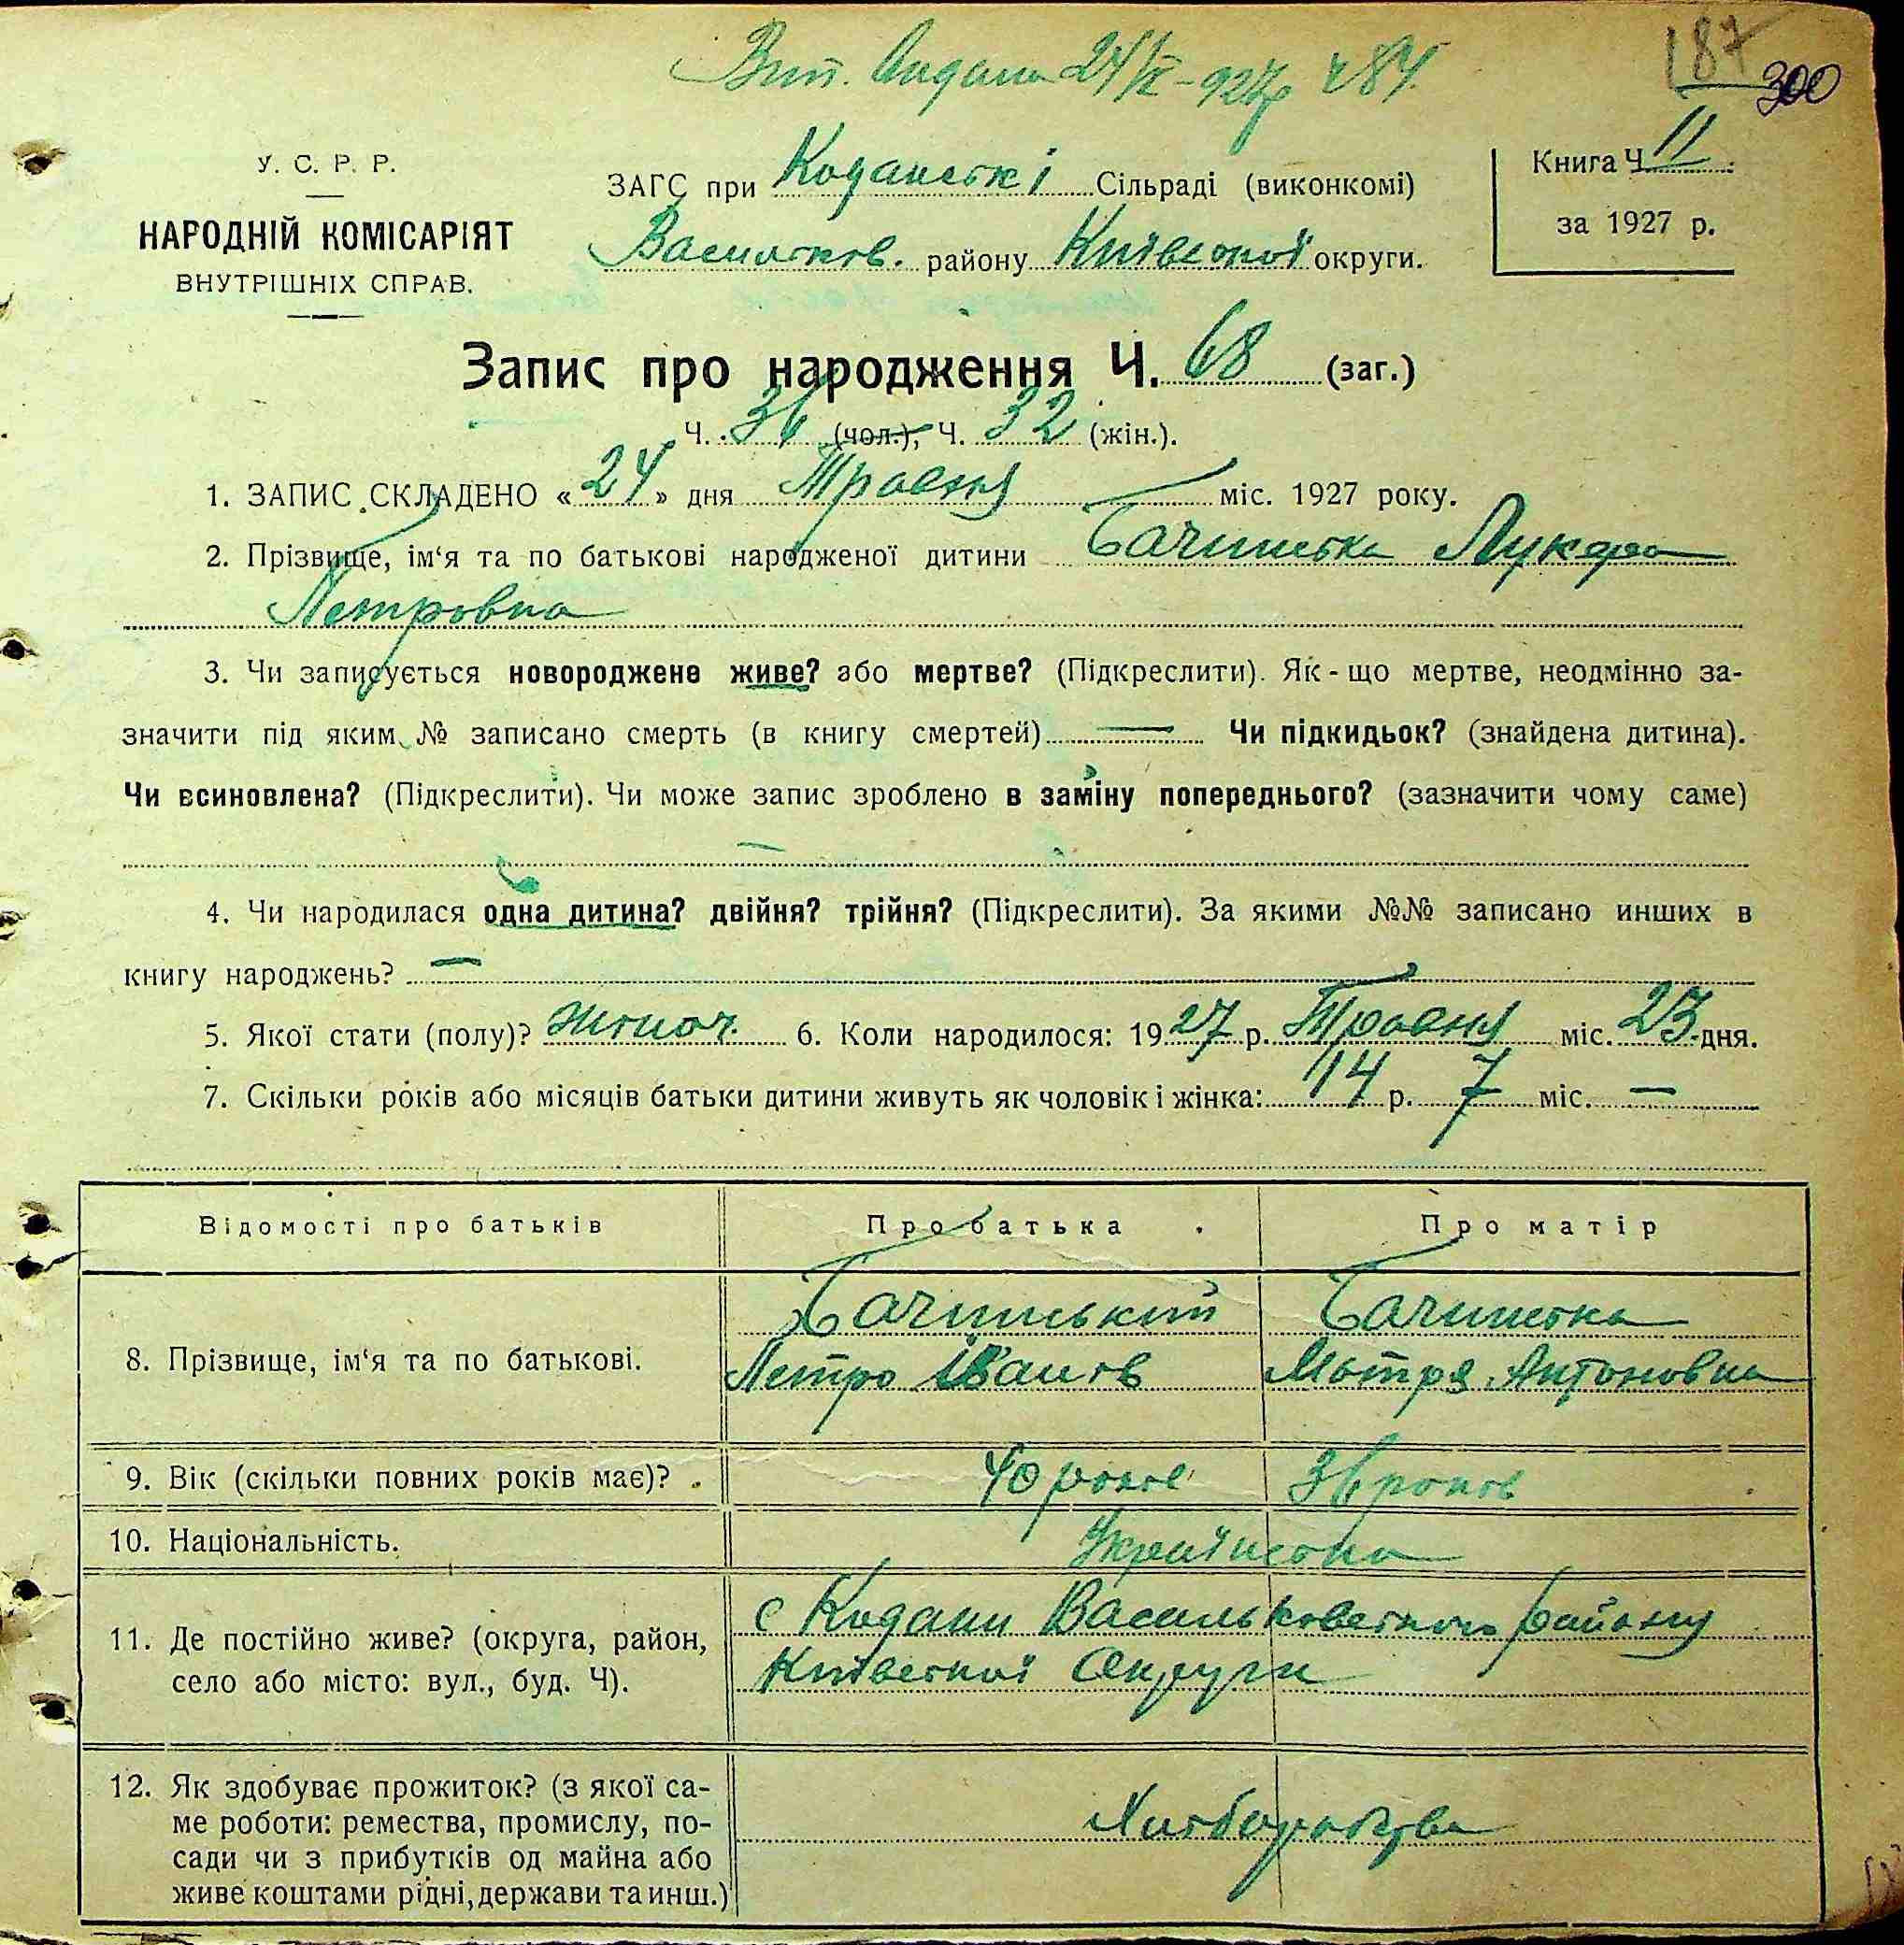 187
300
У. С. Р. Р.
НАРОДНІЙ КОМІСАРІЯТ
ВНУТРІШНІХ СПРАВ.
ЗАГС при Коданські Сільраді (виконкомі)
Васильков. району Київської округи.
Книга Ч. 11
за 1927 р.
Запис про народження Ч. 68 (заг.)
Ч. 36 (чол.), Ч. 32 (жін.).
1. ЗАПИС СКЛАДЕНО «24» дня Травня міс. 1927 року.
2. Прізвище, ім‘я та по батькові народженої дитини Бачинська
Петровна
3. Чи записується новороджене живе? або мертве? (Підкреслити). Як-що мертве, неодмінно за-
значити під яким № записано смерть (в книгу смертей) — Чи підкидьок? (знайдена дитина).
Чи всиновлена? (Підкреслити). Чи може запис зроблено в заміну попереднього? (зазначити чому саме)
—
4. Чи народилася одна дитина? двійня? трійня? (Підкреслити). За якими №№ записано инших в
книгу народжень? —
5. Якої стати (полу)? жіноч. 6. Коли народилося: 1927 р. Травня міс. 23 дня.
7. Скільки років або місяців батьки дитини живуть як чоловік і жінка: 14 р. 7 міс. —
Відомості про батьків
Про батька
Про матір
8. Прізвище, ім‘я та по батькові.
Бачинський
Петро Іванов
Бачинська
Мотря Антоновна
9. Вік (скільки повних років має)?
40 років
36 років
10. Національність.
Українська
11. Де постійно живе? (округа, район,
село або місто: вул., буд. Ч).
с Кодаки Васильковского району
Київської Округи
12. Як здобуває прожиток? (з якої са-
ме роботи: ремества, промислу, по-
сади чи з прибутків од майна або
живе коштами рідні, держави та инш.)
Хліборобство